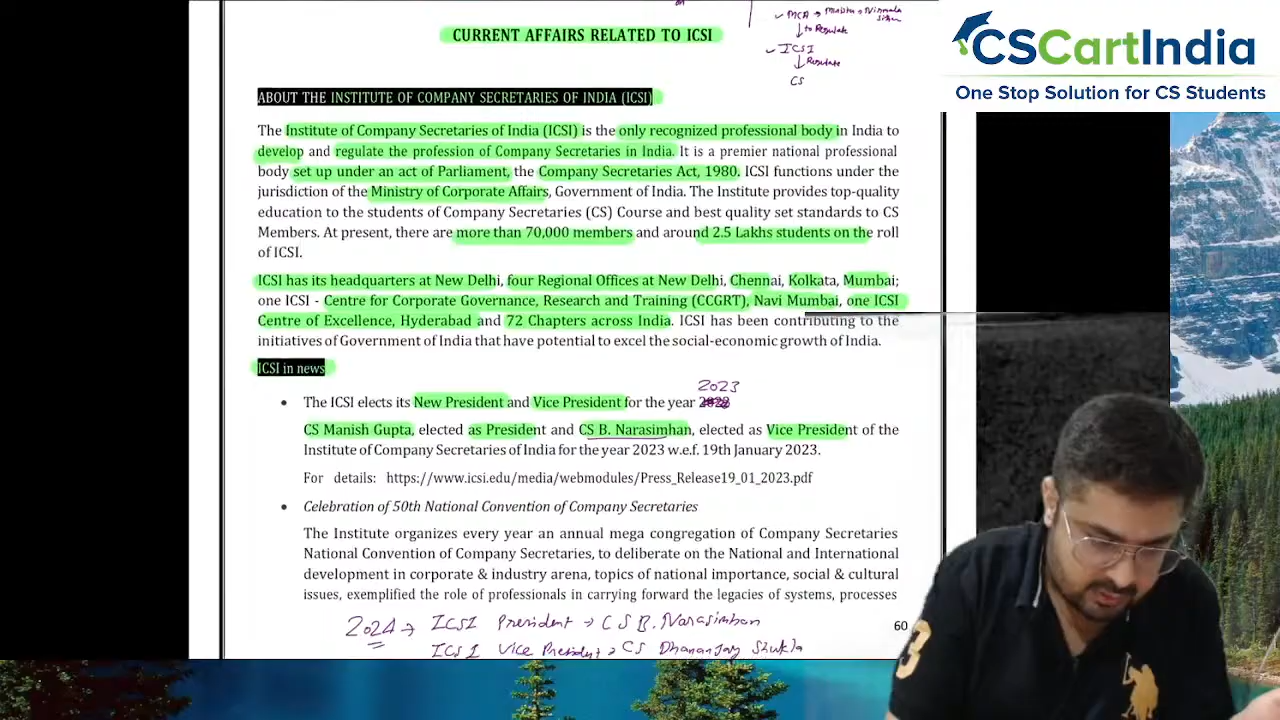 CURRENT AFFAIRS RELATED TO ICSI
MCA → Minister → Nirmala
↓ to Regulate
ICSI
↓ Regulate
CS
CSCartIndia
One Stop Solution for CS Students
ABOUT THE INSTITUTE OF COMPANY SECRETARIES OF INDIA (ICSI)
The Institute of Company Secretaries of India (ICSI) is the only recognized professional body in India to
develop and regulate the profession of Company Secretaries in India. It is a premier national professional
body set up under an act of Parliament, the Company Secretaries Act, 1980. ICSI functions under the
jurisdiction of the Ministry of Corporate Affairs, Government of India. The Institute provides top-quality
education to the students of Company Secretaries (CS) Course and best quality set standards to CS
Members. At present, there are more than 70,000 members and around 2.5 Lakhs students on the roll
of ICSI.
ICSI has its headquarters at New Delhi, four Regional Offices at New Delhi, Chennai, Kolkata, Mumbai;
one ICSI - Centre for Corporate Governance, Research and Training (CCGRT), Navi Mumbai, one ICSI
Centre of Excellence, Hyderabad and 72 Chapters across India. ICSI has been contributing to the
initiatives of Government of India that have potential to excel the social-economic growth of India.
ICSI in news
2023
• The ICSI elects its New President and Vice President for the year
CS Manish Gupta, elected as President and CS B. Narasimhan, elected as Vice President of the
Institute of Company Secretaries of India for the year 2023 w.e.f. 19th January 2023.
For details: https://www.icsi.edu/media/webmodules/Press_Release19_01_2023.pdf
• Celebration of 50th National Convention of Company Secretaries
The Institute organizes every year an annual mega congregation of Company Secretaries
National Convention of Company Secretaries, to deliberate on the National and International
development in corporate & industry arena, topics of national importance, social & cultural
issues, exemplified the role of professionals in carrying forward the legacies of systems, processes
2024 → ICSI President → CS B. Narasimhan
60
ICSI Vice President → CS Dhananjay Shukla
3